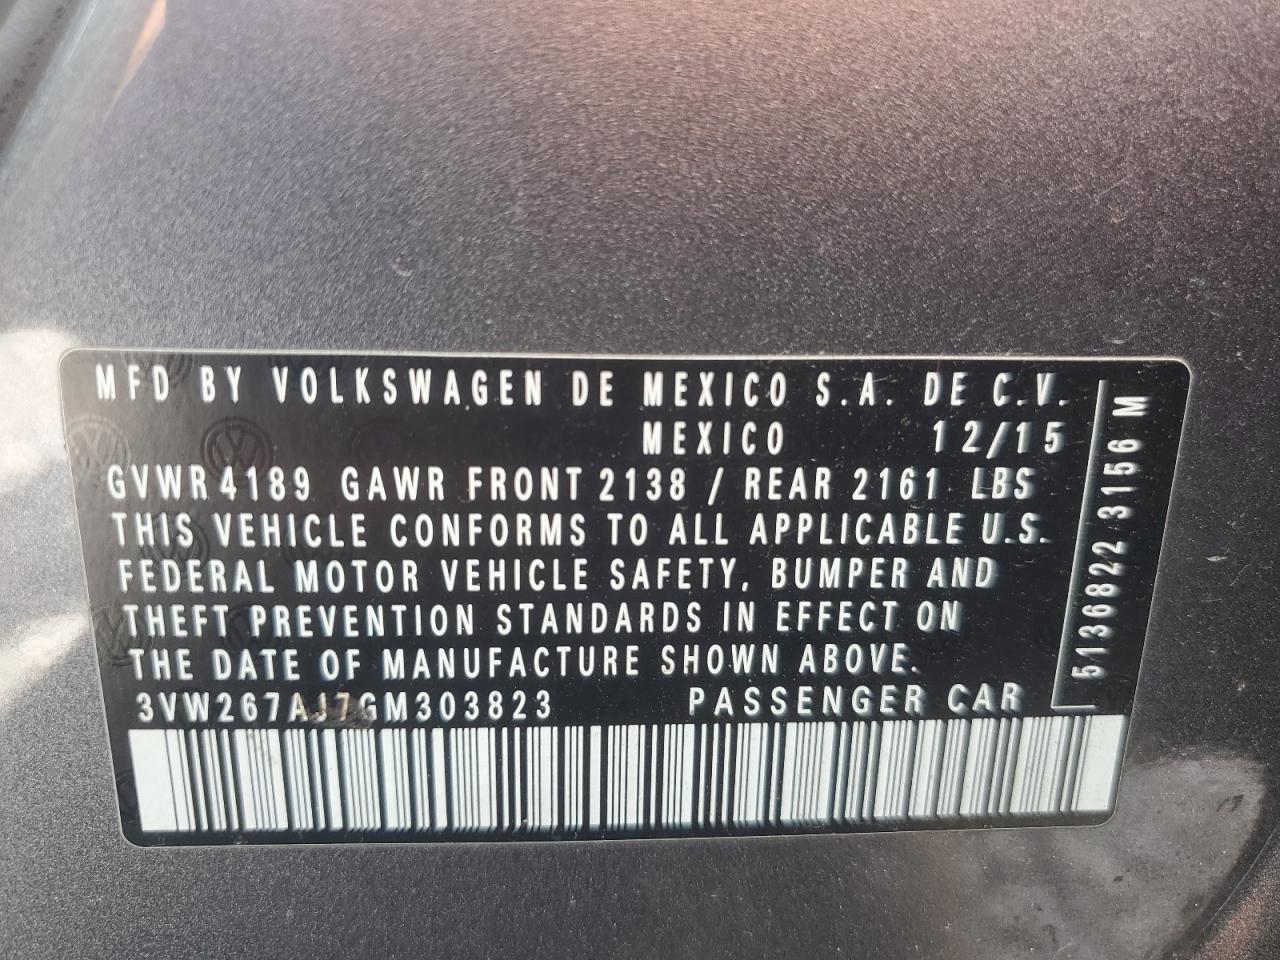 MFD BY VOLKSWAGEN DE MEXICO S.A. DE C.V.
MEXICO 12/15
GVWR 4189 GAWR FRONT 2138 / REAR 2161 LBS
THIS VEHICLE CONFORMS TO ALL APPLICABLE U.S.
FEDERAL MOTOR VEHICLE SAFETY, BUMPER AND
THEFT PREVENTION STANDARDS IN EFFECT ON
THE DATE OF MANUFACTURE SHOWN ABOVE.
3VW267AJ7GM303823 PASSENGER CAR
5136822 3156 M